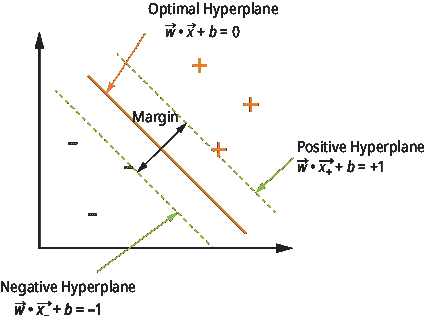 Optimal Hyperplane
w⃗ • x⃗ + b = 0
Margin
Positive Hyperplane
w⃗ • x₊⃗ + b = +1
Negative Hyperplane
w⃗ • x₋⃗ + b = –1